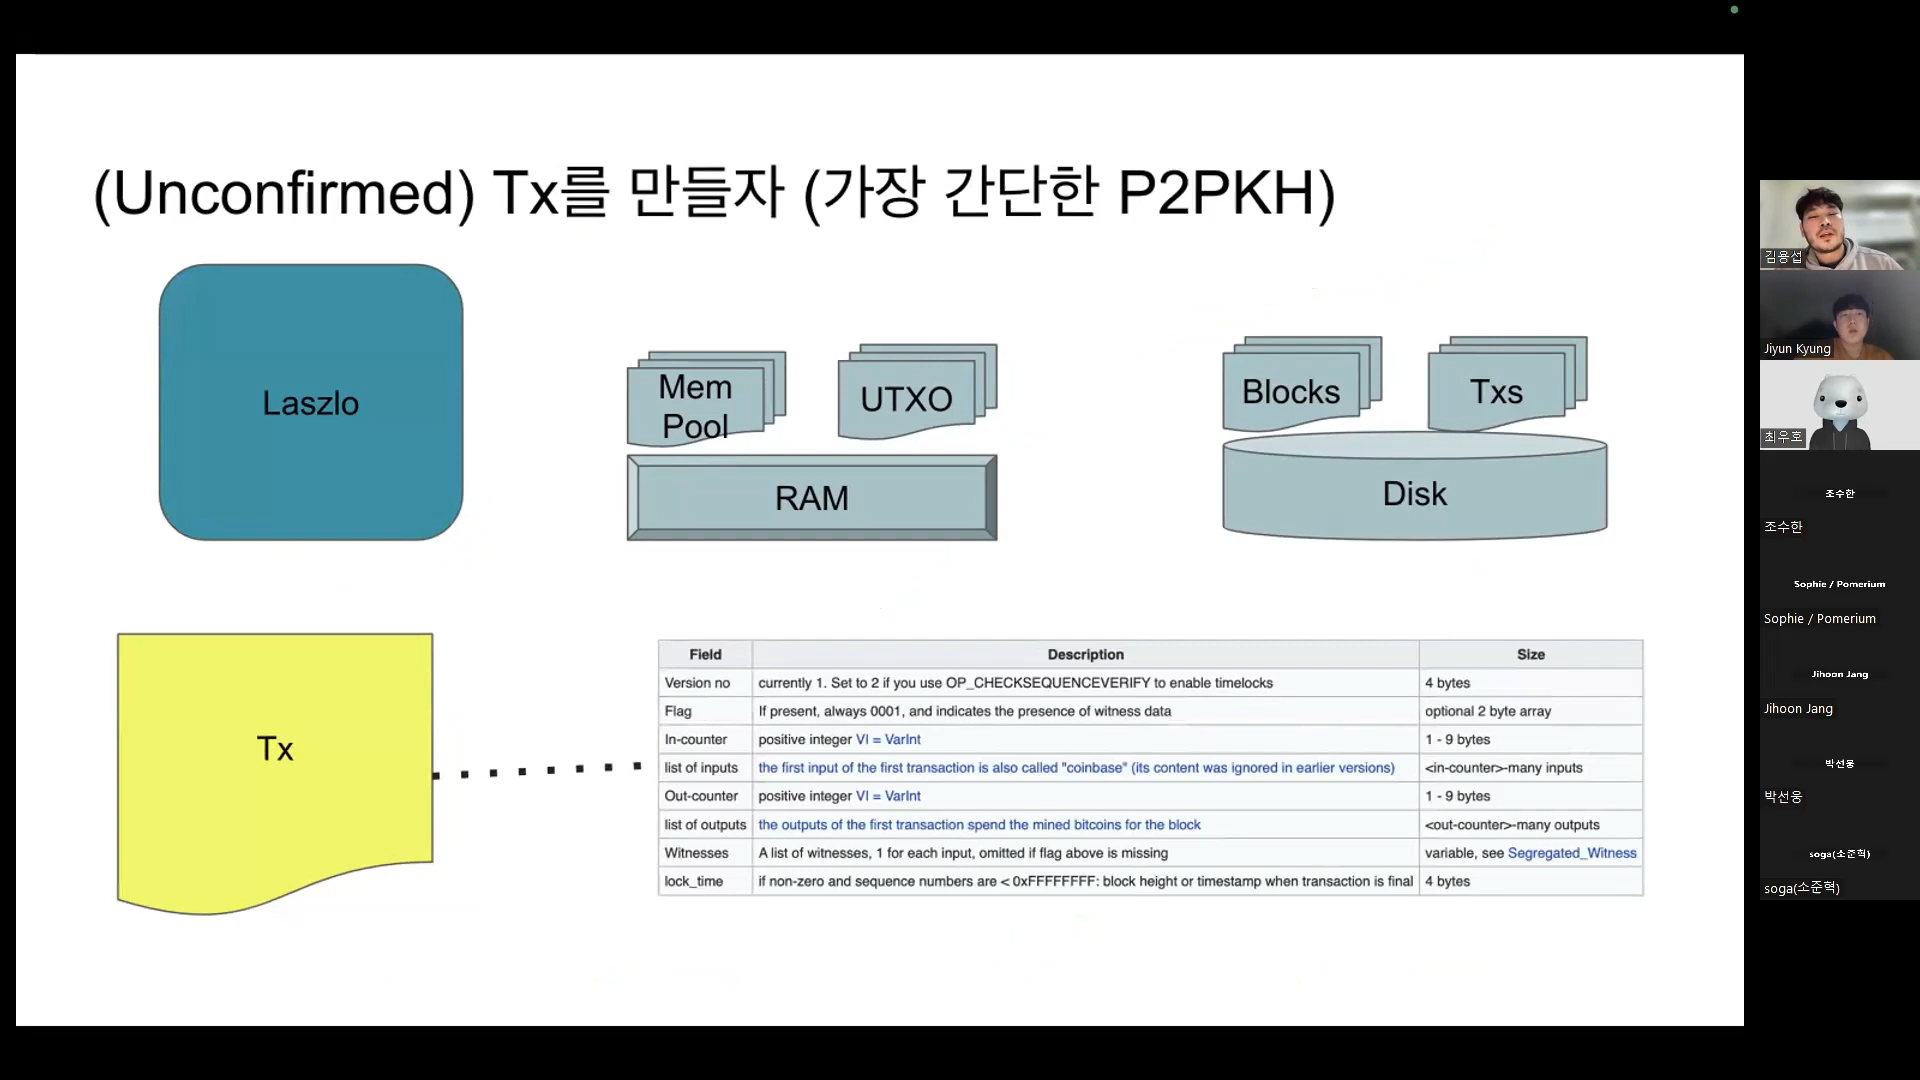 (Unconfirmed) Tx를 만들자 (가장 간단한 P2PKH)
Laszlo
Mem
Pool
UTXO
RAM
Blocks
Txs
Disk
Tx
Field Description Size
Version no currently 1. Set to 2 if you use OP_CHECKSEQUENCEVERIFY to enable timelocks 4 bytes
Flag If present, always 0001, and indicates the presence of witness data optional 2 byte array
In-counter positive integer VI = VarInt 1 - 9 bytes
list of inputs the first input of the first transaction is also called "coinbase" (its content was ignored in earlier versions) <in-counter>-many inputs
Out-counter positive integer VI = VarInt 1 - 9 bytes
list of outputs the outputs of the first transaction spend the mined bitcoins for the block <out-counter>-many outputs
Witnesses A list of witnesses, 1 for each input, omitted if flag above is missing variable, see Segregated_Witness
lock_time if non-zero and sequence numbers are < 0xFFFFFFFF: block height or timestamp when transaction is final 4 bytes
김용섭
Jiyun Kyung
최우호
조수한
조수한
Sophie / Pomerium
Sophie / Pomerium
Jihoon Jang
Jihoon Jang
박선웅
박선웅
soga(소준혁)
soga(소준혁)